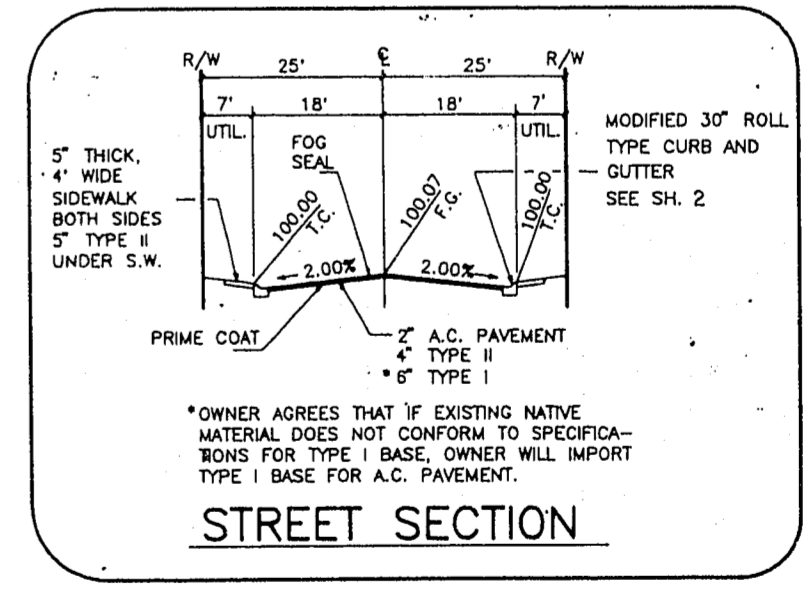 R/W
℄
R/W
25'
25'
7'
18'
18'
7'
UTIL.
UTIL.
FOG
SEAL
5" THICK,
4' WIDE
SIDEWALK
BOTH SIDES
5" TYPE II
UNDER S.W.
MODIFIED 30" ROLL
TYPE CURB AND
GUTTER
SEE SH. 2
100.00
T.C.
100.07
F.G.
100.00
T.C.
2.00%
2.00%
PRIME COAT
2" A.C. PAVEMENT
4" TYPE II
*6" TYPE I
*OWNER AGREES THAT IF EXISTING NATIVE
MATERIAL DOES NOT CONFORM TO SPECIFICA-
TIONS FOR TYPE I BASE, OWNER WILL IMPORT
TYPE I BASE FOR A.C. PAVEMENT.
STREET SECTION